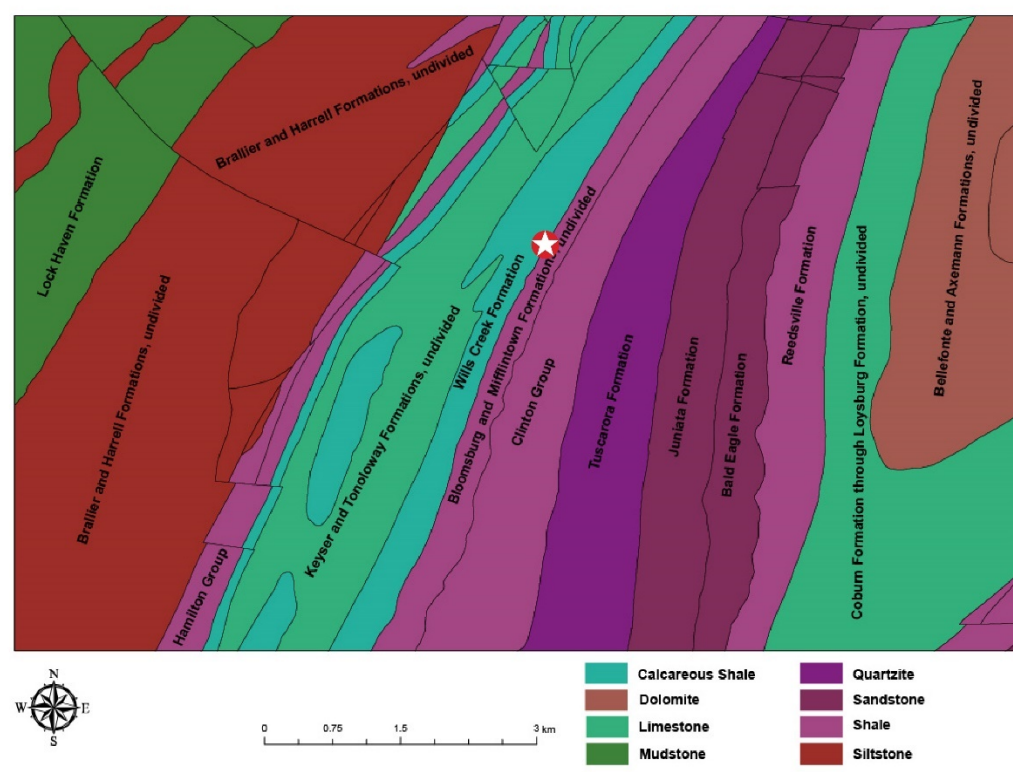 Brallier and Harrell Formations, undivided
Lock Haven Formation
Brallier and Harrell Formations, undivided
Hamilton Group
Keyser and Tonoloway Formations, undivided
Wills Creek Formation
Bloomsburg and Mifflintown Formation, undivided
Clinton Group
Tuscarora Formation
Juniata Formation
Bald Eagle Formation
Reedsville Formation
Coburn Formation through Loysburg Formation, undivided
Bellefonte and Axemann Formations, undivided
N
W E
S
0 0.75 1.5 3 km
Calcareous Shale
Dolomite
Limestone
Mudstone
Quartzite
Sandstone
Shale
Siltstone